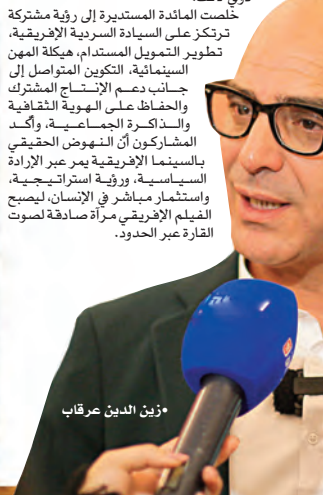 خلصت المائدة المستديرة إلى رؤية مشتركة
ترتكز على السيادة السردية الإفريقية،
تطوير التمويل المستدام، هيكلة المهن
السينمائية، التكوين المتواصل إلى
جانب دعم الإنتاج المشترك
والحفاظ على الهوية الثقافية
والذاكرة الجماعية، وأكد
المشاركون أن النهوض الحقيقي
بالسينما الإفريقية يمر عبر الإرادة
السياسية، ورؤية استراتيجية،
واستثمار مباشر في الإنسان، ليصبح
الفيلم الإفريقي مرآة صادقة لصوت
القارة عبر الحدود.
•زين الدين عرقاب